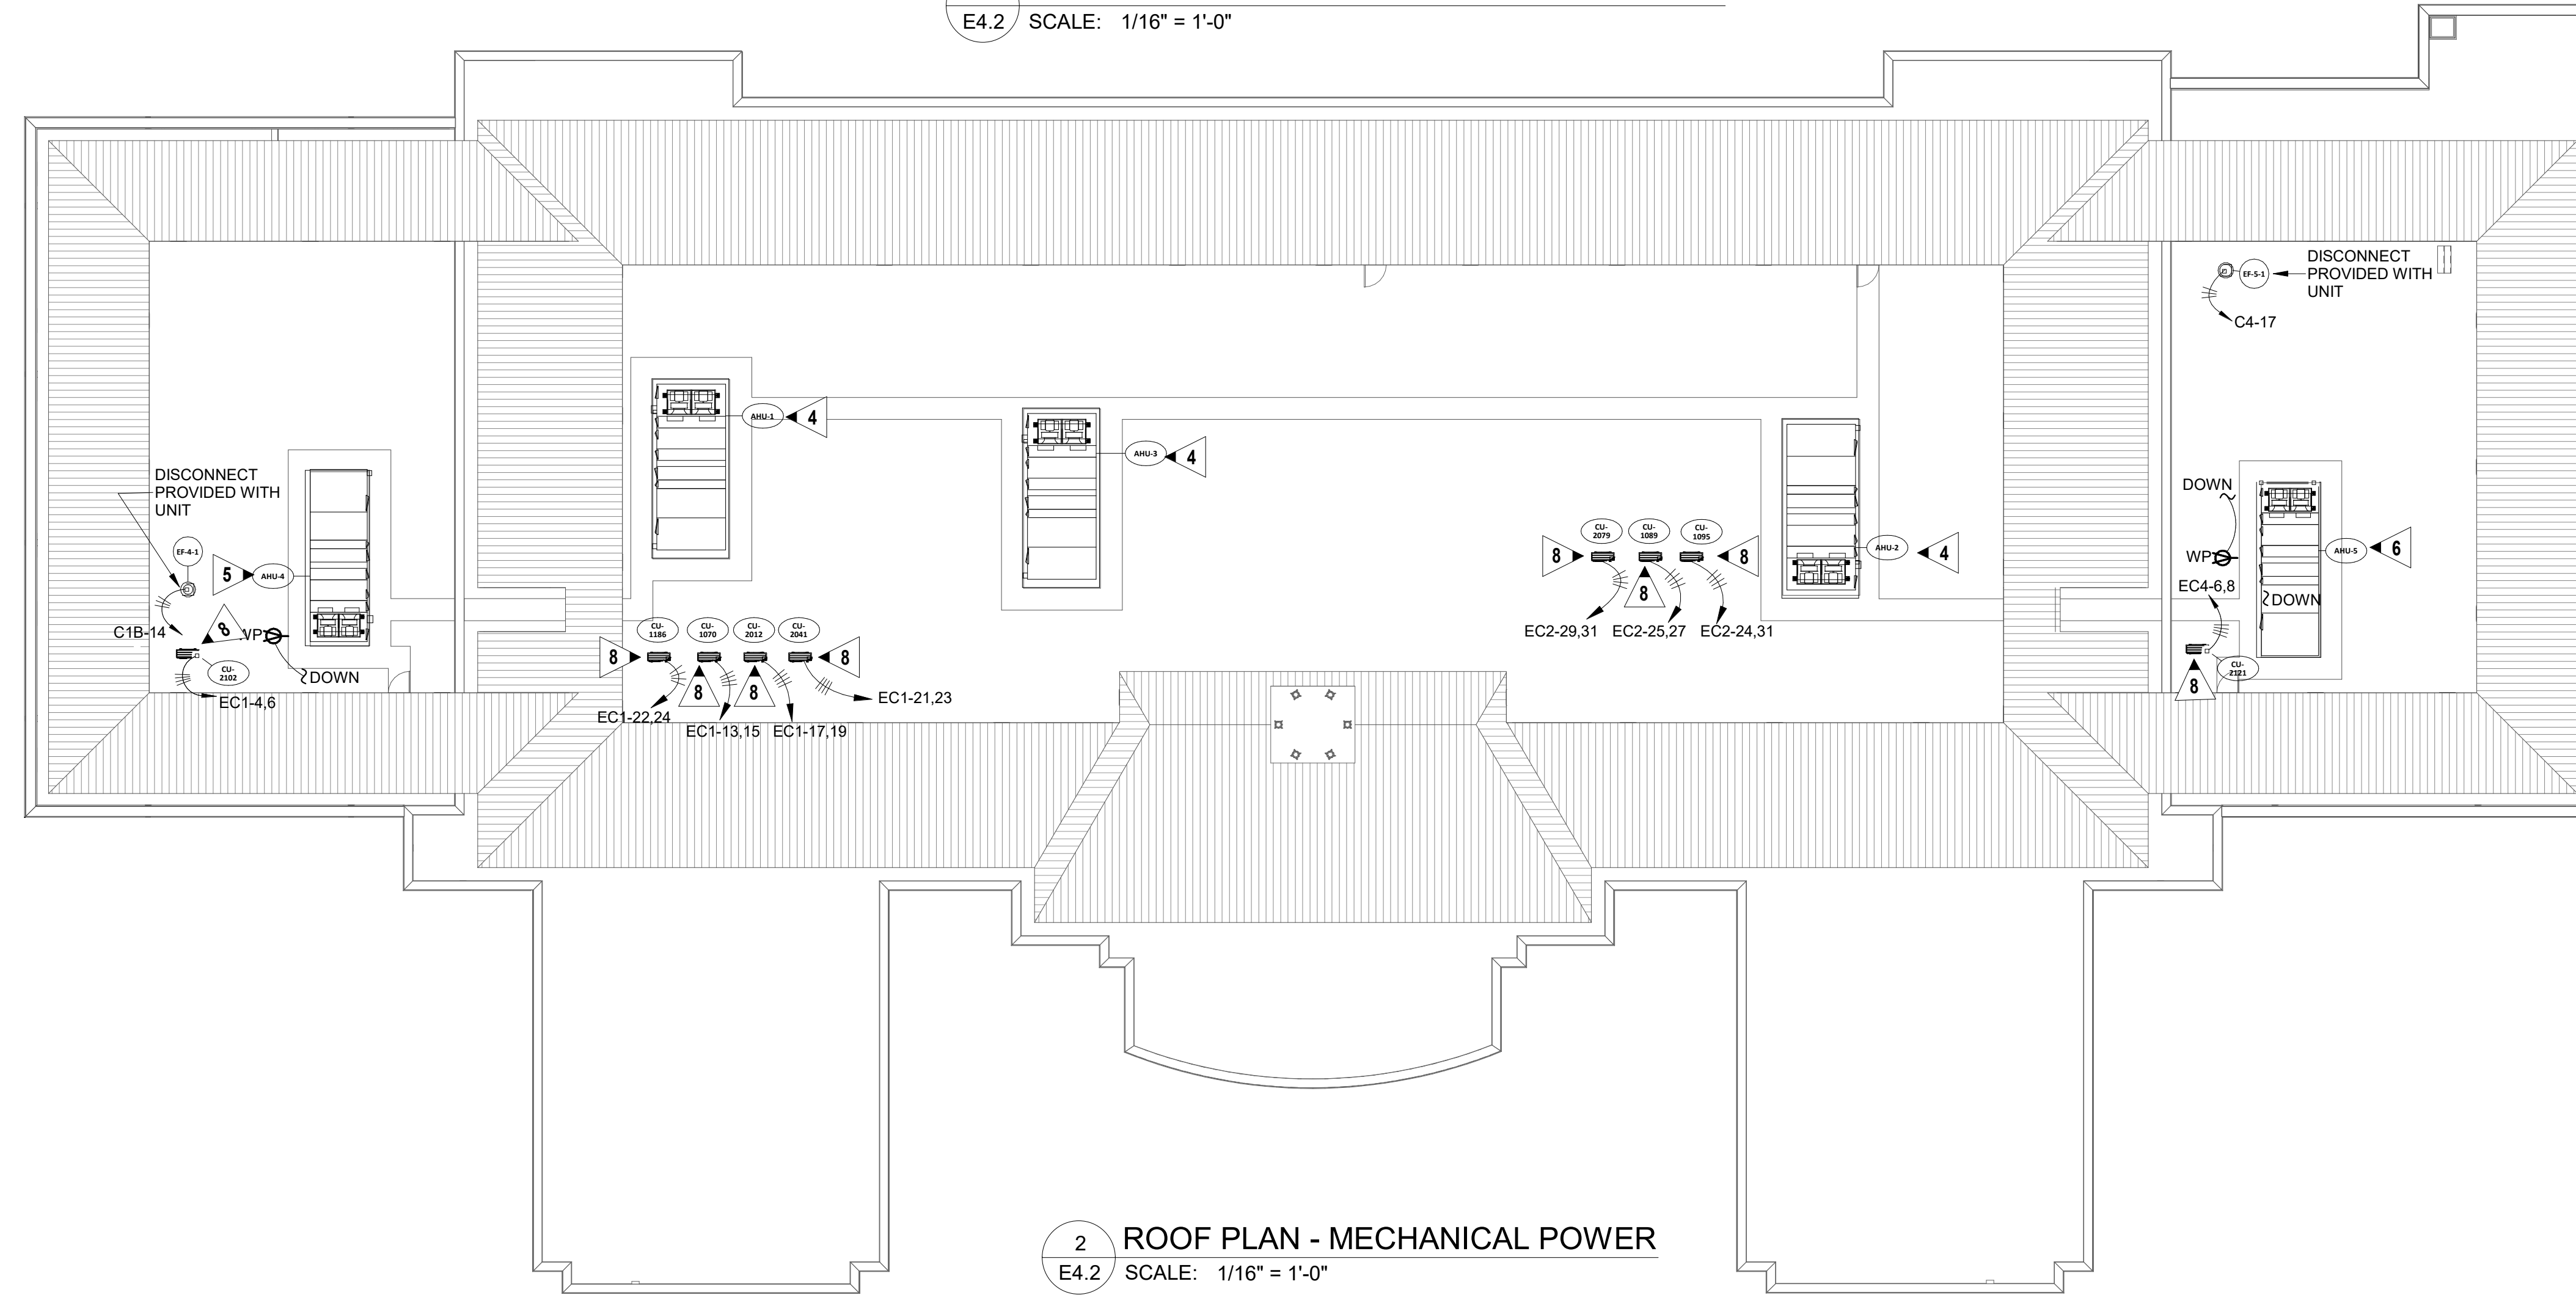 E4.2 SCALE: 1/16" = 1'-0"
DISCONNECT
PROVIDED WITH
UNIT
EF-5-1
C4-17
AHU-1 4
AHU-3 4
DISCONNECT
PROVIDED WITH
UNIT
EF-4-1
5 AHU-4
C1B-14
8
WP
CU-
2102
DOWN
EC1-4,6
CU-
1186
CU-
1070
CU-
2012
CU-
2041
8
8
8
8
EC1-22,24
EC1-13,15
EC1-17,19
EC1-21,23
CU-
2079
CU-
1089
CU-
1095
8
8
8
EC2-29,31
EC2-25,27
EC2-24,31
AHU-2 4
DOWN
WP
AHU-5 6
EC4-6,8
DOWN
CU-
2121
8
2
E4.2
ROOF PLAN - MECHANICAL POWER
SCALE: 1/16" = 1'-0"